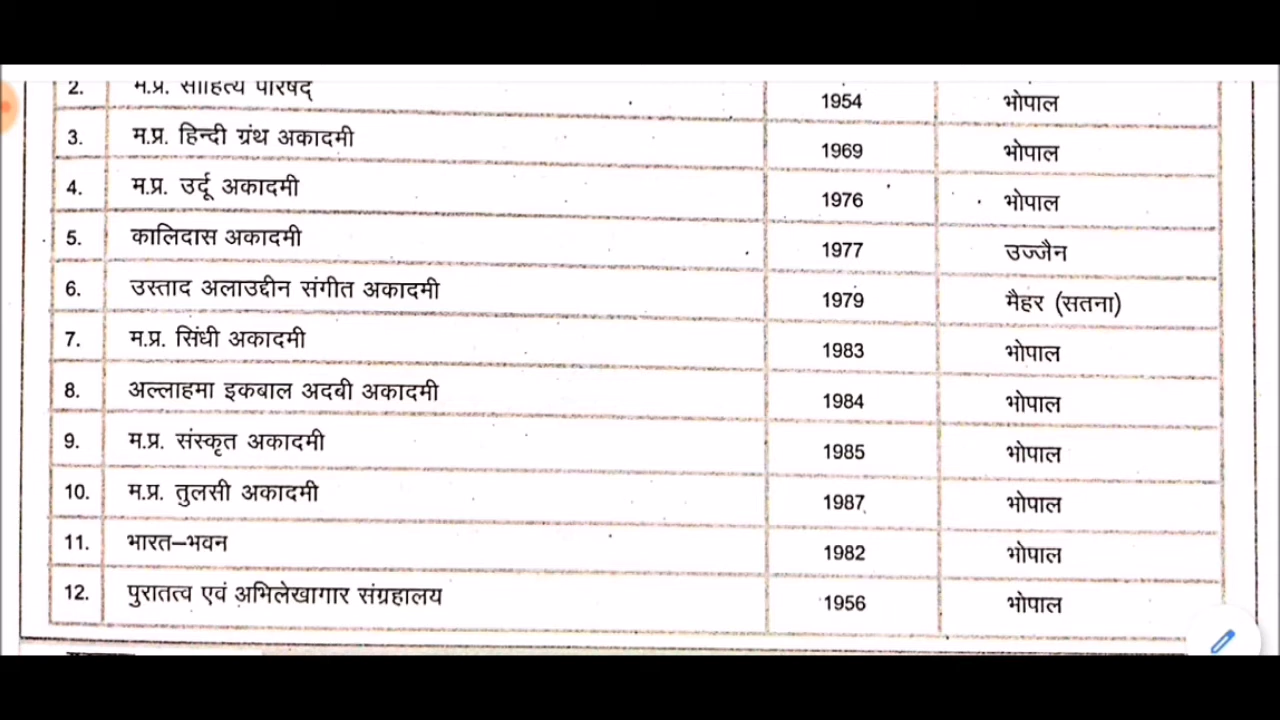 2. म.प्र. साहित्य परिषद् 1954 भोपाल
3. म.प्र. हिन्दी ग्रंथ अकादमी 1969 भोपाल
4. म.प्र. उर्दू अकादमी 1976 भोपाल
5. कालिदास अकादमी 1977 उज्जैन
6. उस्ताद अलाउद्दीन संगीत अकादमी 1979 मैहर (सतना)
7. म.प्र. सिंधी अकादमी 1983 भोपाल
8. अल्लाहमा इकबाल अदबी अकादमी 1984 भोपाल
9. म.प्र. संस्कृत अकादमी 1985 भोपाल
10. म.प्र. तुलसी अकादमी 1987 भोपाल
11. भारत–भवन 1982 भोपाल
12. पुरातत्व एवं अभिलेखागार संग्रहालय 1956 भोपाल